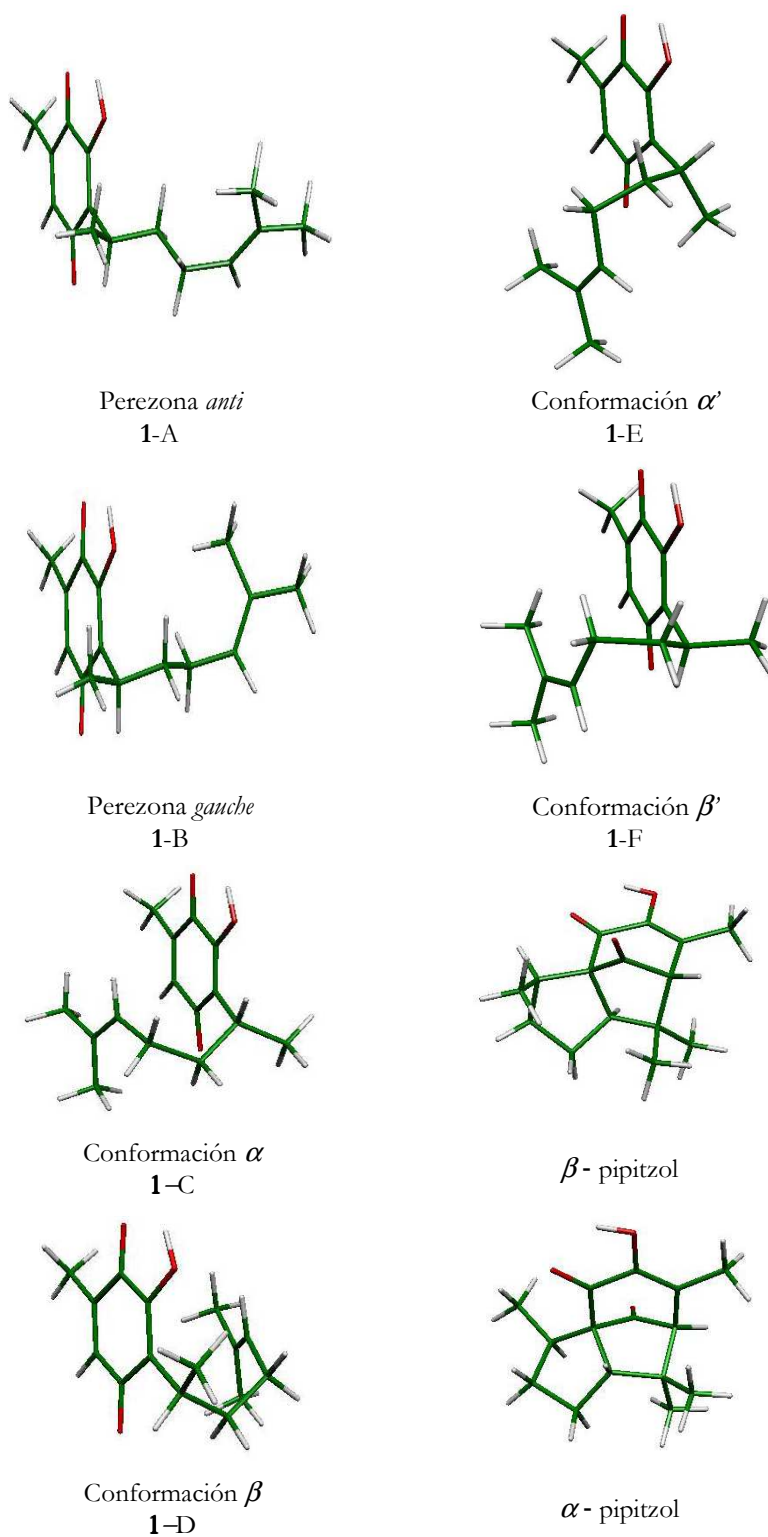 Perezona anti
1-A
Conformación α’
1-E
Perezona gauche
1-B
Conformación β’
1-F
Conformación α
1–C
β - pipitzol
Conformación β
1–D
α - pipitzol